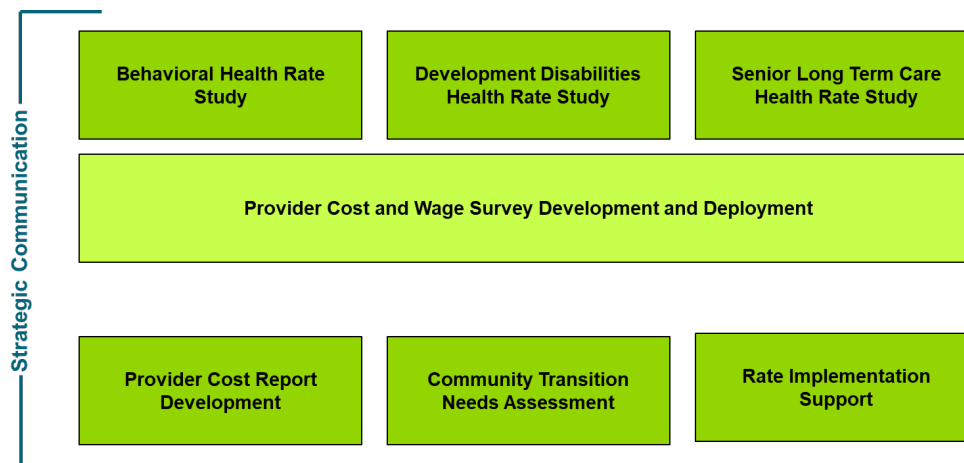 Strategic Communication
Behavioral Health Rate
Study
Development Disabilities
Health Rate Study
Senior Long Term Care
Health Rate Study
Provider Cost and Wage Survey Development and Deployment
Provider Cost Report
Development
Community Transition
Needs Assessment
Rate Implementation
Support